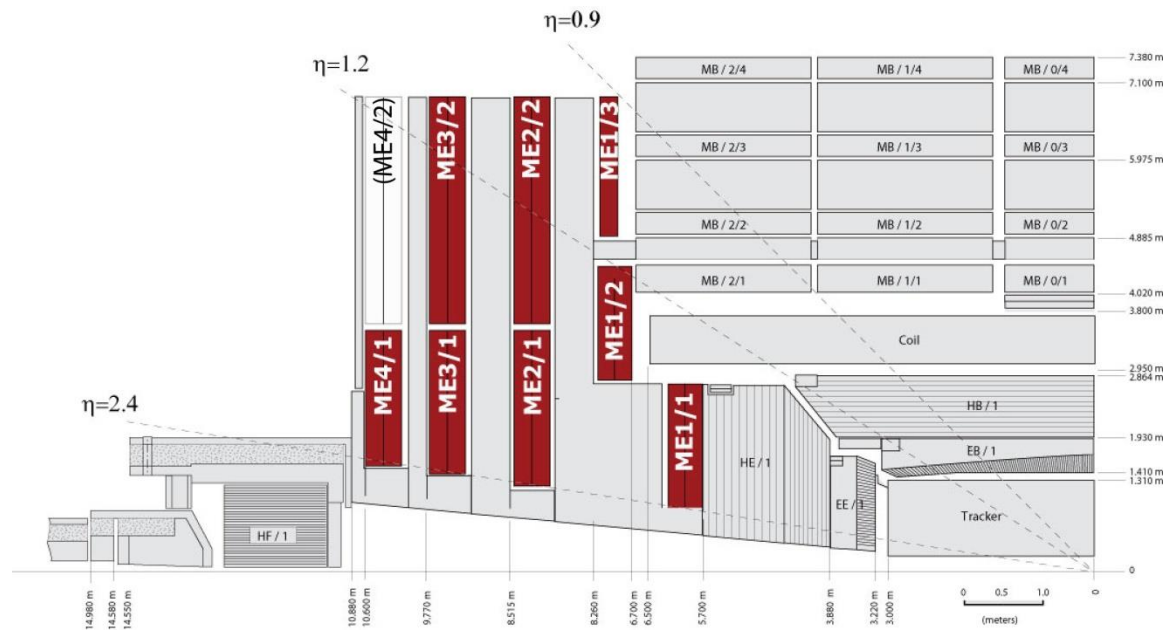 η=0.9
η=1.2
η=2.4
(ME4/2)
ME3/2
ME2/2
ME1/3
ME4/1
ME3/1
ME2/1
ME1/2
ME1/1
MB / 2/4
MB / 1/4
MB / 0/4
MB / 2/3
MB / 1/3
MB / 0/3
MB / 2/2
MB / 1/2
MB / 0/2
MB / 2/1
MB / 1/1
MB / 0/1
Coil
HB / 1
EB / 1
HE / 1
EE / 1
Tracker
HF / 1
7.380 m
7.100 m
5.975 m
4.885 m
4.020 m
3.800 m
2.950 m
2.864 m
1.930 m
1.410 m
1.310 m
0
14.980 m
14.580 m
14.550 m
10.880 m
10.600 m
9.770 m
8.515 m
8.260 m
6.700 m
6.500 m
5.700 m
3.880 m
3.220 m
3.000 m
0
0 0.5 1.0
(meters)